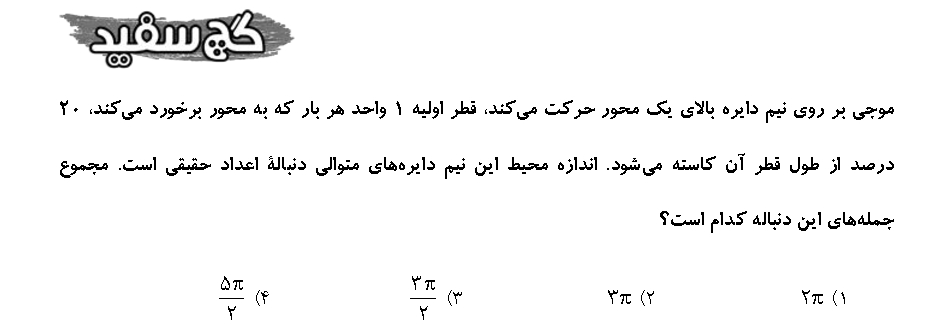 گچ سفید
موجی بر روی نیم دایره بالای یک محور حرکت می‌کند، قطر اولیه ۱ واحد هر بار که به محور برخورد می‌کند، ۲۰
درصد از طول قطر آن کاسته می‌شود. اندازه محیط این نیم دایره‌های متوالی دنبالهٔ اعداد حقیقی است. مجموع
جمله‌های این دنباله کدام است؟
۱) ۲π ۲) ۳π ۳) ۳π/۲ ۴) ۵π/۲